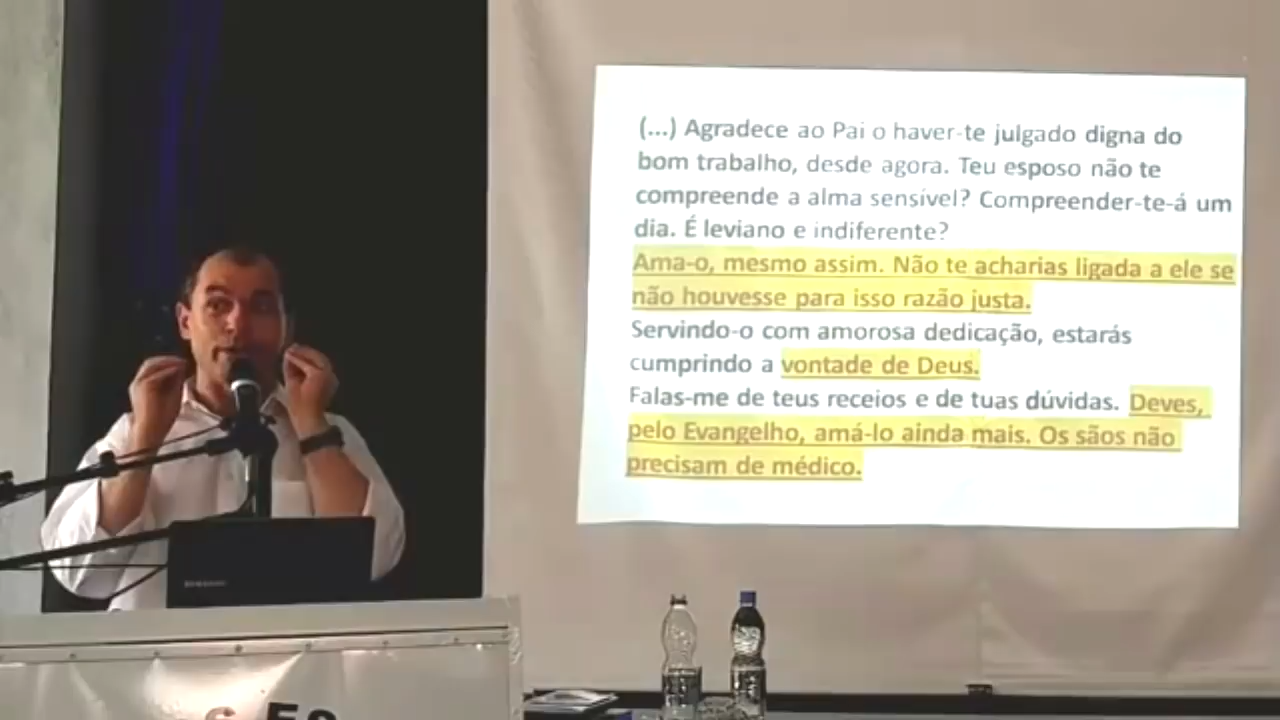 (...) Agradece ao Pai o haver-te julgado digna do
bom trabalho, desde agora. Teu esposo não te
compreende a alma sensível? Compreender-te-á um
dia. É leviano e indiferente?
Ama-o, mesmo assim. Não te acharias ligada a ele se
não houvesse para isso razão justa.
Servindo-o com amorosa dedicação, estarás
cumprindo a vontade de Deus.
Falas-me de teus receios e de tuas dúvidas. Deves,
pelo Evangelho, amá-lo ainda mais. Os sãos não
precisam de médico.